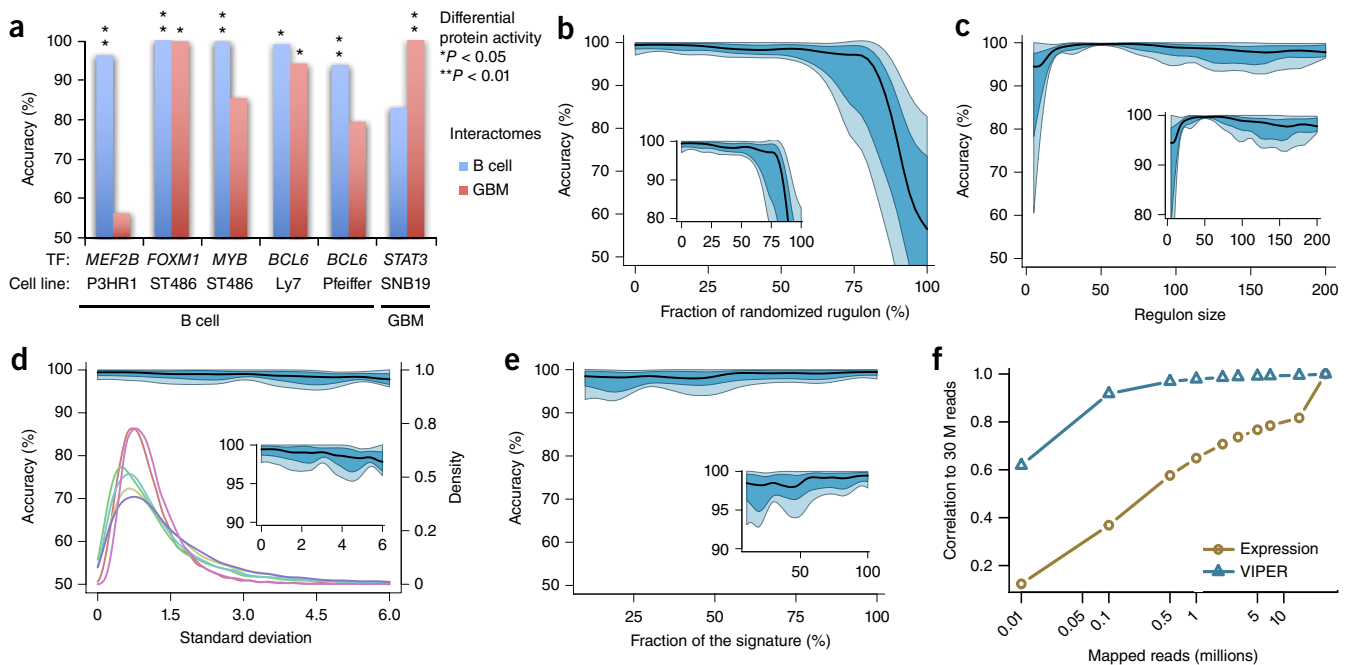 a
Accuracy (%)
100
90
80
70
60
50
** ** * ** * * ** **
Differential
protein activity
*P < 0.05
**P < 0.01
Interactomes
B cell
GBM
TF: MEF2B FOXM1 MYB BCL6 BCL6 STAT3
Cell line: P3HR1 ST486 ST486 Ly7 Pfeiffer SNB19
B cell GBM
b
Accuracy (%)
100
90
80
70
60
50
0 25 50 75 100
Fraction of randomized rugulon (%)
100
90
80
0 25 50 75 100
c
Accuracy (%)
100
90
80
70
60
50
0 50 100 150 200
Regulon size
100
90
80
0 50 100 150 200
d
Accuracy (%)
100
90
80
70
60
50
0 1.5 3.0 4.5 6.0
Standard deviation
1.0
0.8
0.5
0.2
0
Density
100
95
90
0 2 4 6
e
Accuracy (%)
100
90
80
70
60
50
25 50 75 100
Fraction of the signature (%)
100
95
90
50 100
f
Correlation to 30 M reads
1.0
0.8
0.6
0.4
0.2
0.01 0.05 0.1 0.5 1 5 10
Mapped reads (millions)
Expression
VIPER